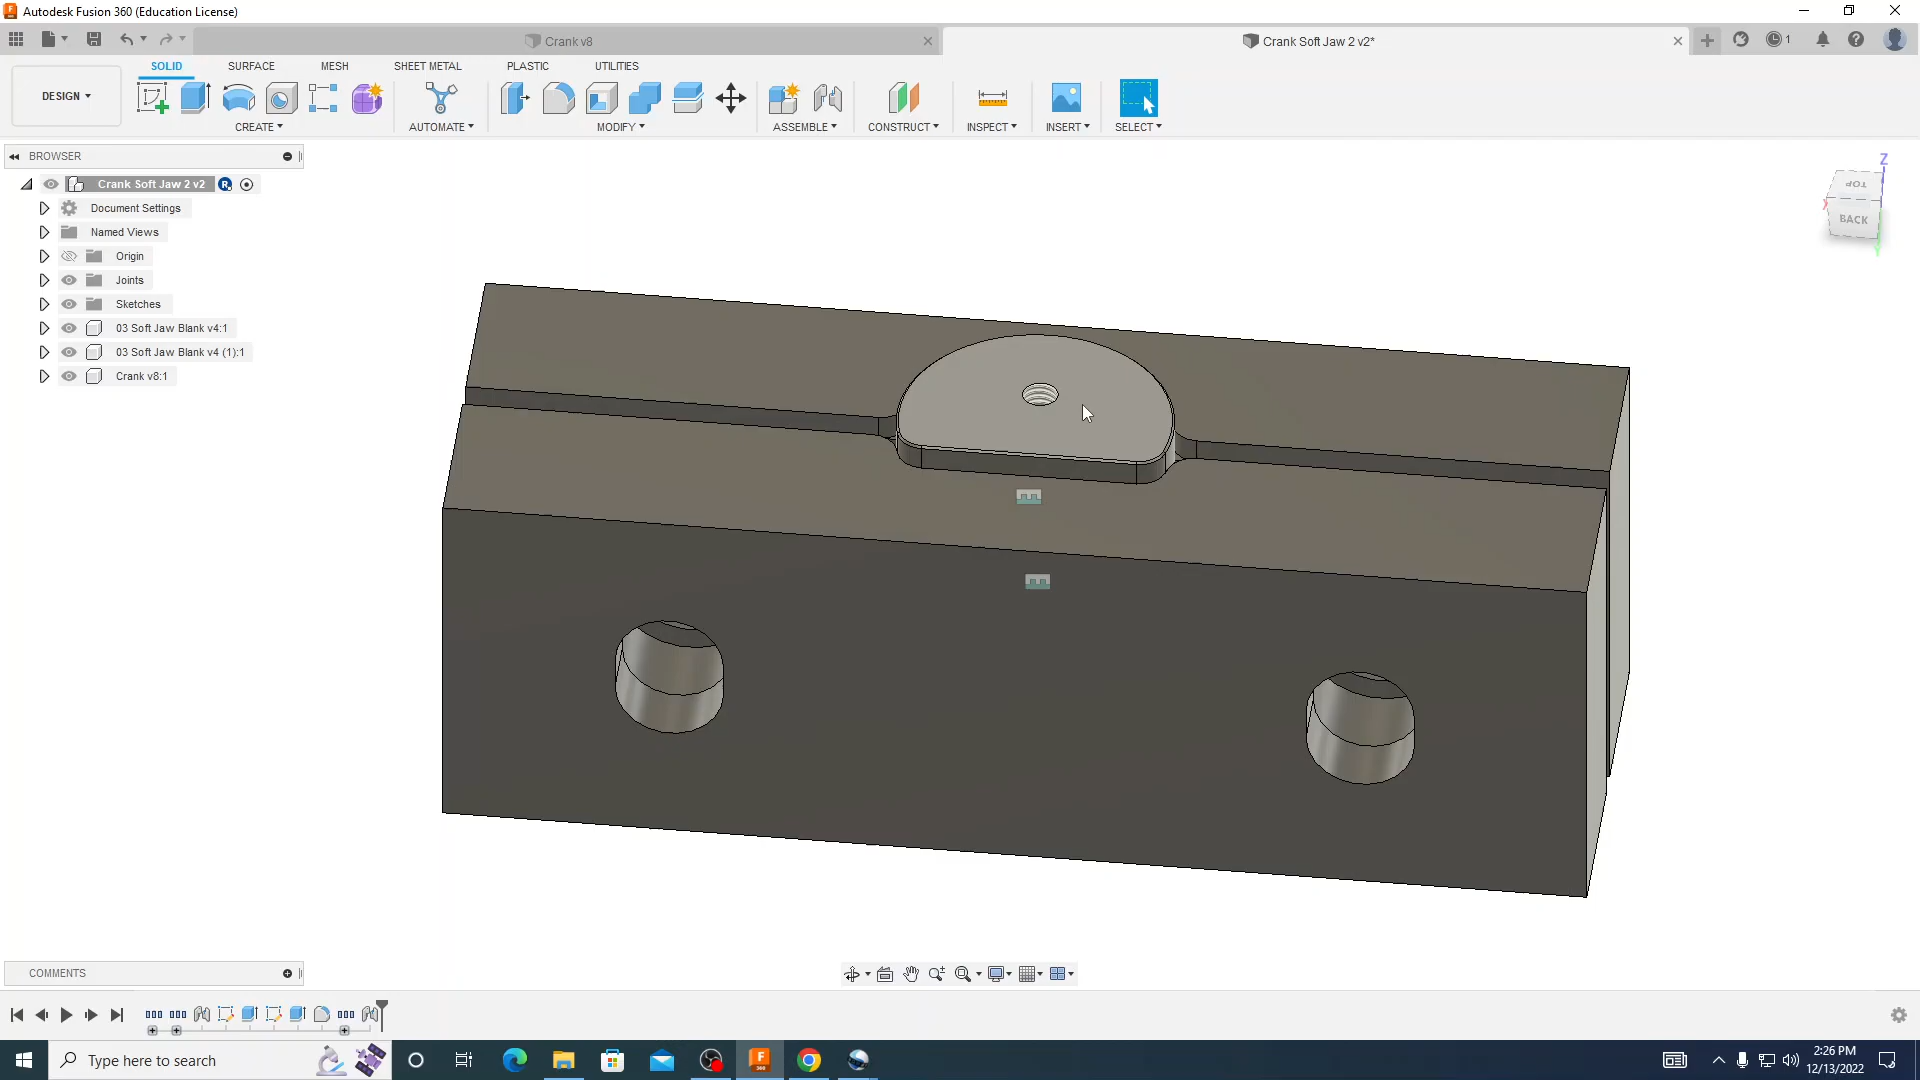 Autodesk Fusion 360 (Education License)
Crank v8
Crank Soft Jaw 2 v2*
1
SOLID SURFACE MESH SHEET METAL PLASTIC UTILITIES
DESIGN
CREATE AUTOMATE MODIFY ASSEMBLE CONSTRUCT INSPECT INSERT SELECT
BROWSER
Crank Soft Jaw 2 v2
R
Document Settings
Named Views
Origin
Joints
Sketches
03 Soft Jaw Blank v4:1
03 Soft Jaw Blank v4 (1):1
Crank v8:1
Z
TOP
X
BACK
Y
COMMENTS
Type here to search
F
360
2:26 PM
12/13/2022